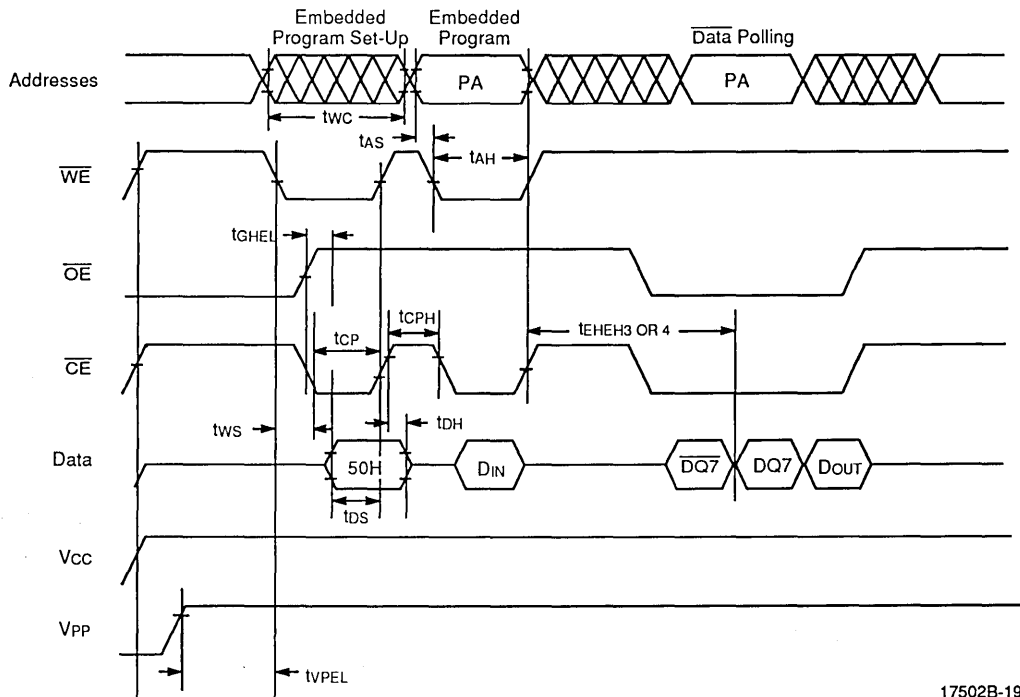 Embedded
Program Set-Up
Embedded
Program
Data Polling
Addresses
PA
PA
tWC
tAS
tAH
WE
tGHEL
OE
tCP
tCPH
tEHEH3 OR 4
CE
tWS
tDH
Data
50H
DIN
DQ7
DQ7
DOUT
tDS
VCC
VPP
tVPEL
17502B-19